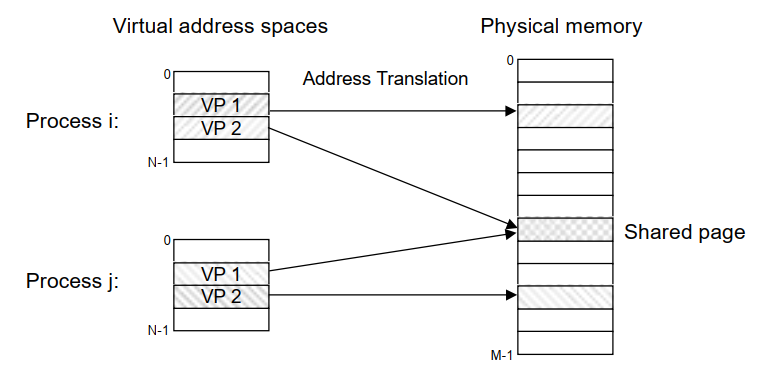 Virtual address spaces
Physical memory
0
0
Address Translation
VP 1
Process i:
VP 2
N-1
Shared page
0
VP 1
Process j:
VP 2
N-1
M-1